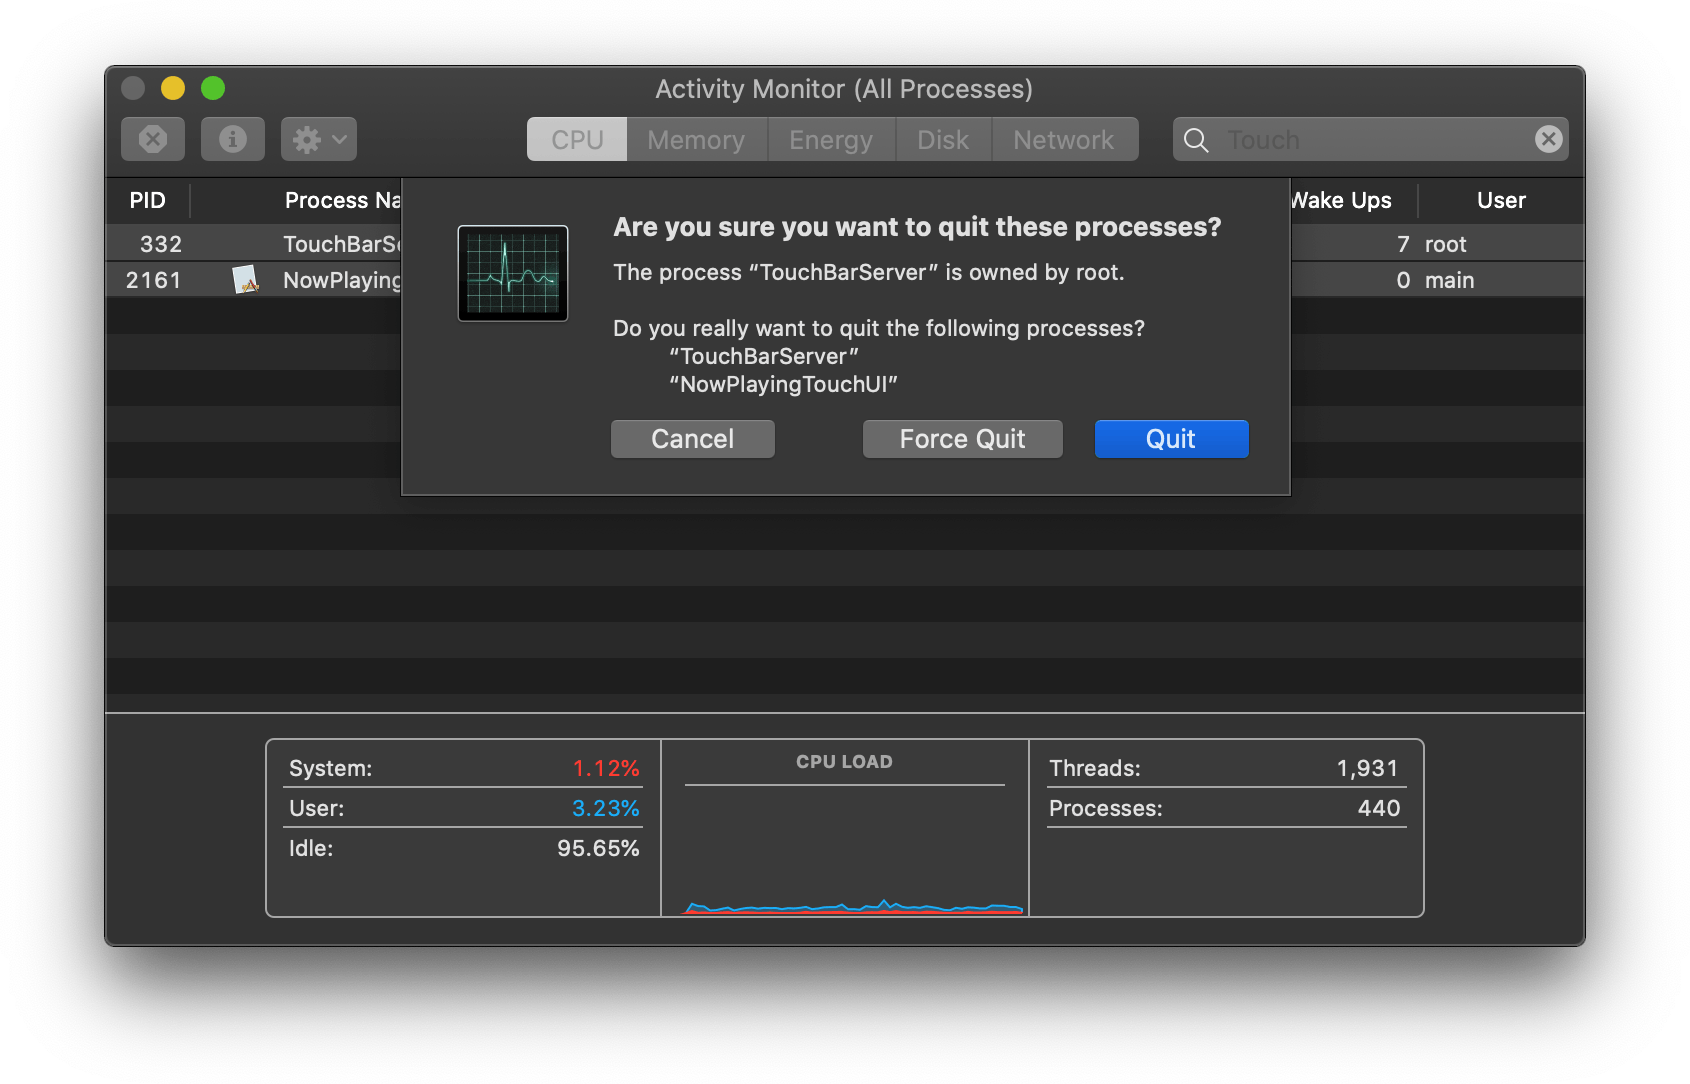 Activity Monitor (All Processes)
CPU Memory Energy Disk Network Touch
PID Process Na Wake Ups User
332 TouchBarSe 7 root
2161 NowPlaying 0 main
Are you sure you want to quit these processes?
The process “TouchBarServer” is owned by root.
Do you really want to quit the following processes?
“TouchBarServer”
“NowPlayingTouchUI”
Cancel Force Quit Quit
System: 1.12%
User: 3.23%
Idle: 95.65%
CPU LOAD
Threads: 1,931
Processes: 440